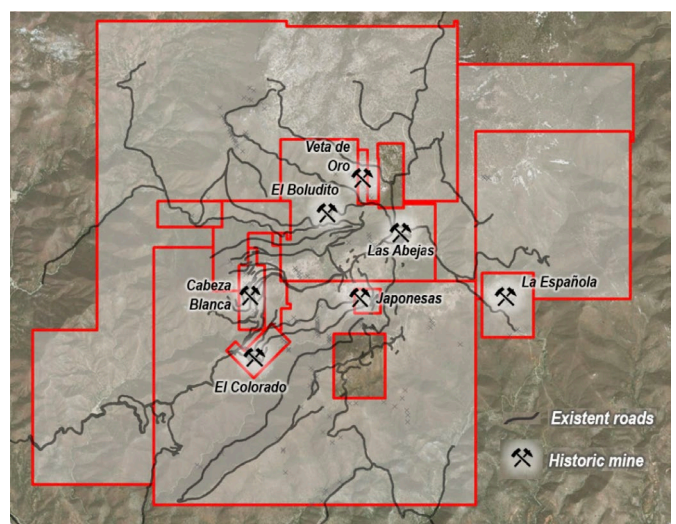 Veta de
Oro
El Boludito
Las Abejas
Cabeza
Blanca
Japonesas
La Española
El Colorado
Existent roads
Historic mine